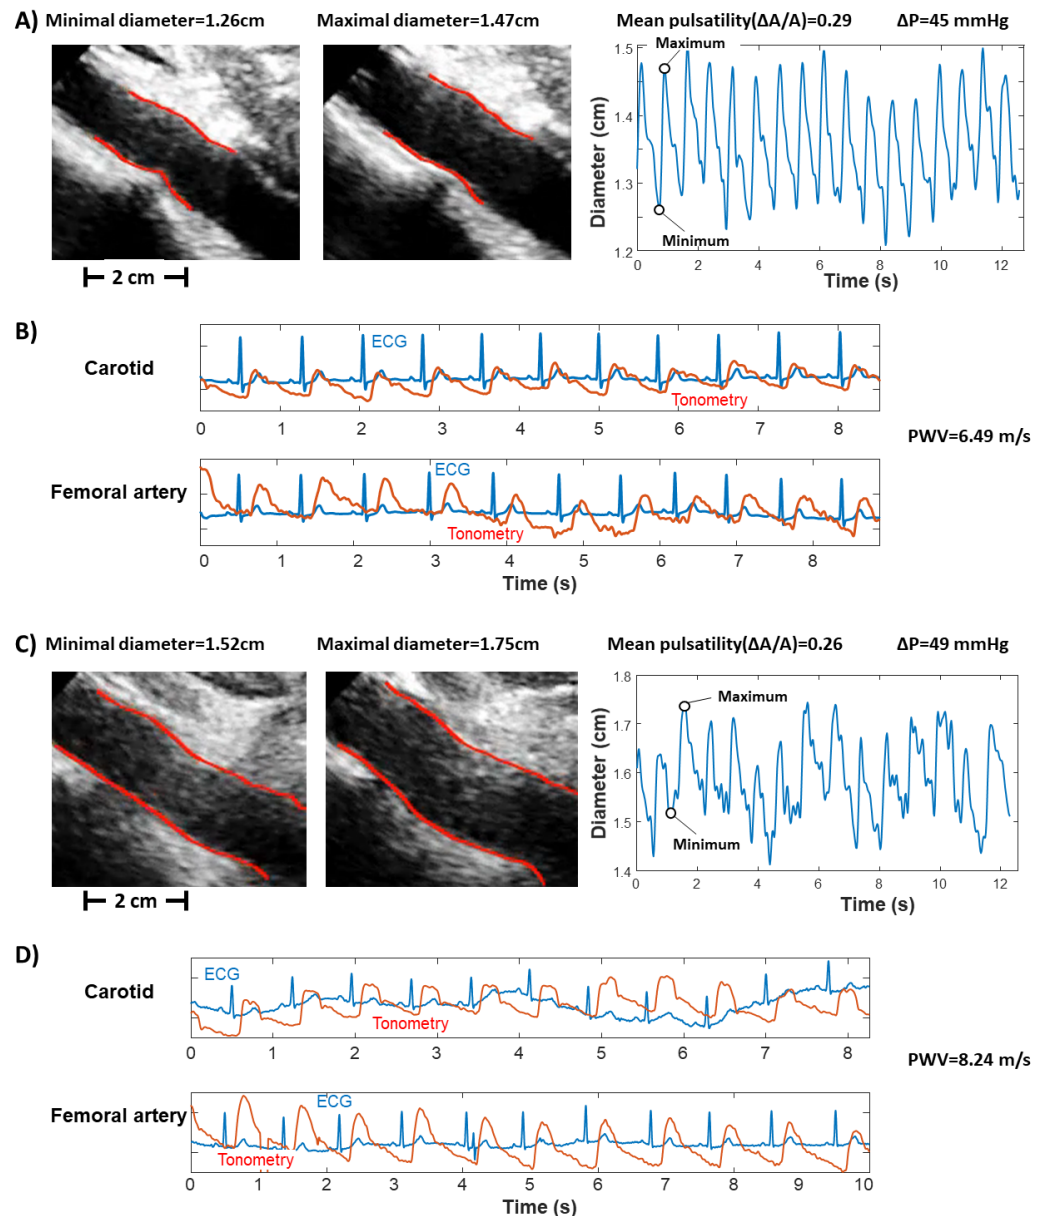 A) Minimal diameter=1.26cm Maximal diameter=1.47cm Mean pulsatility(ΔA/A)=0.29 ΔP=45 mmHg
Maximum
Minimum
1.5
1.4
1.3
1.2
Diameter (cm)
0 2 4 6 8 10 12
Time (s)
2 cm
B)
Carotid
ECG
Tonometry
0 1 2 3 4 5 6 7 8
PWV=6.49 m/s
Femoral artery
ECG
Tonometry
0 1 2 3 4 5 6 7 8
Time (s)
C) Minimal diameter=1.52cm Maximal diameter=1.75cm Mean pulsatility(ΔA/A)=0.26 ΔP=49 mmHg
Maximum
Minimum
1.8
1.7
1.6
1.5
1.4
Diameter (cm)
0 2 4 6 8 10 12
Time (s)
2 cm
D)
Carotid
ECG
Tonometry
0 1 2 3 4 5 6 7 8
PWV=8.24 m/s
Femoral artery
ECG
Tonometry
0 1 2 3 4 5 6 7 8 9 10
Time (s)